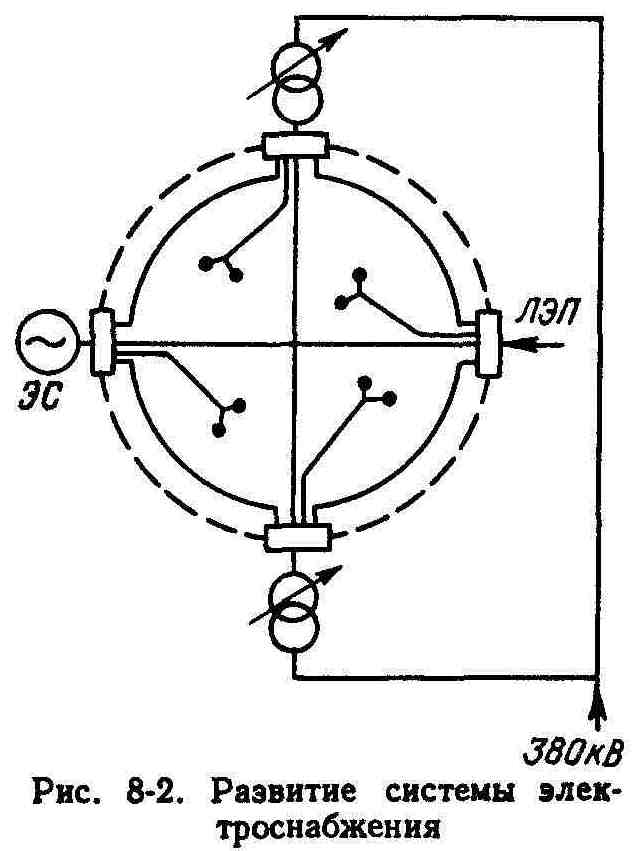 ЛЭП
ЭС
380кВ
Рис. 8-2. Развитие системы элек-
троснабжения